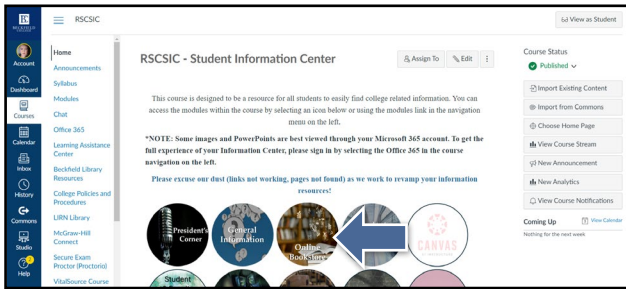 BECKFIELD
RSCSIC
View as Student
Account
Dashboard
Courses
Calendar
Inbox
History
Commons
Studio
2
Help
Home
Announcements
Syllabus
Modules
Chat
Office 365
Learning Assistance
Center
Beckfield Library
Resources
College Policies and
Procedures
LIRN Library
McGraw-Hill
Connect
Secure Exam
Proctor (Proctorio)
VitalSource Course
RSCSIC - Student Information Center
Assign To
Edit
This course is designed to be a resource for all students to easily find college related information. You can
access the modules within the course by selecting an icon below or using the modules link in the navigation
menu on the left.
*NOTE: Some images and PowerPoints are best viewed through your Microsoft 365 account. To get the
full experience of your Information Center, please sign in by selecting the Office 365 in the course
navigation on the left.
Please excuse our dust (links not working, pages not found) as we work to revamp your information
resources!
President's
Corner
General
Information
Online
Bookstore
CANVAS
Student
Course Status
Published
Import Existing Content
Import from Commons
Choose Home Page
View Course Stream
New Announcement
New Analytics
View Course Notifications
Coming Up
View Calendar
Nothing for the next week